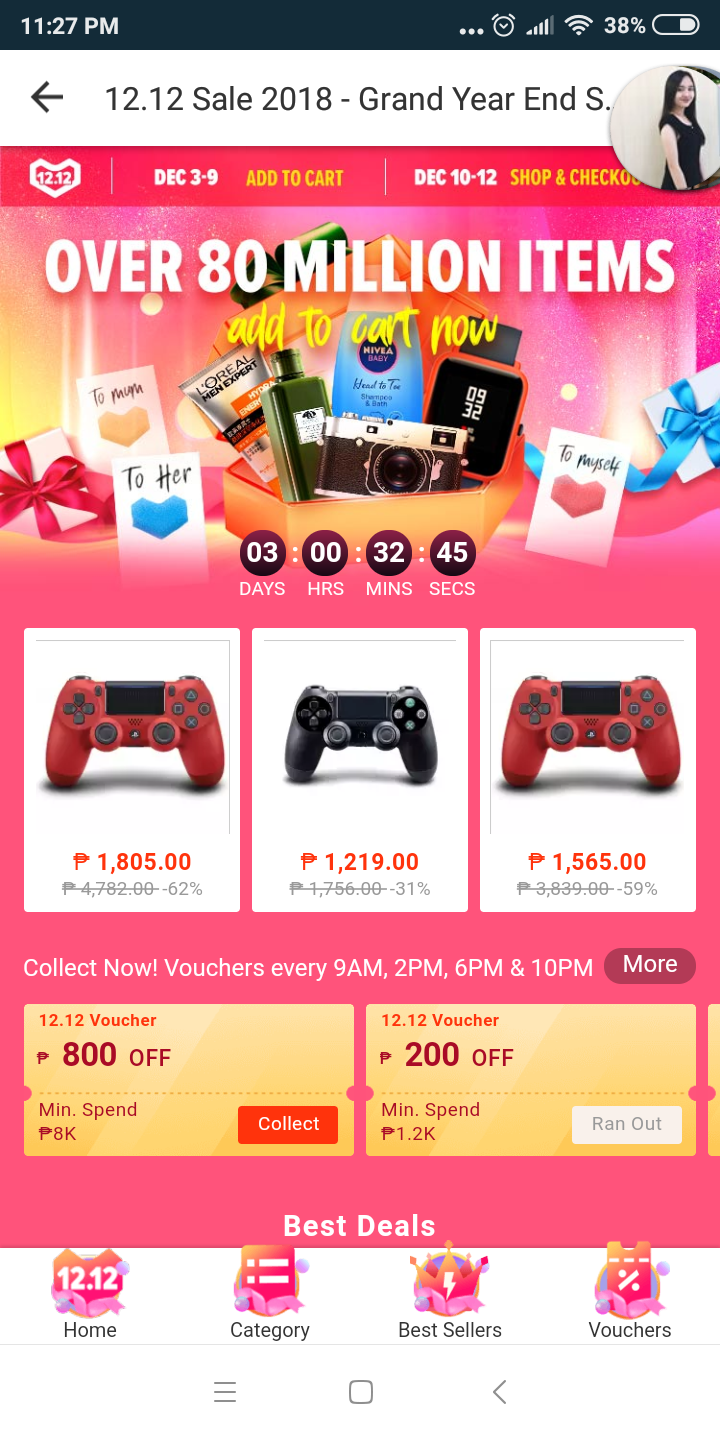 11:27 PM
38%
12.12 Sale 2018 - Grand Year End S...
12.12
DEC 3-9 ADD TO CART
DEC 10-12 SHOP & CHECKOU
OVER 80 MILLION ITEMS
add to cart now
L'OREAL
MEN EXPERT
HYDRA
ENERG
NIVEA
BABY
Head to Toe
Shampoo
& Bath
09
32
To mum
To Her
To myself
03 : 00 : 32 : 45
DAYS HRS MINS SECS
₱ 1,805.00
₱ 4,782.00 -62%
₱ 1,219.00
₱ 1,756.00 -31%
₱ 1,565.00
₱ 3,839.00 -59%
Collect Now! Vouchers every 9AM, 2PM, 6PM & 10PM
More
12.12 Voucher
₱ 800 OFF
Min. Spend
₱8K
Collect
12.12 Voucher
₱ 200 OFF
Min. Spend
₱1.2K
Ran Out
Best Deals
12.12
Home
Category
Best Sellers
Vouchers